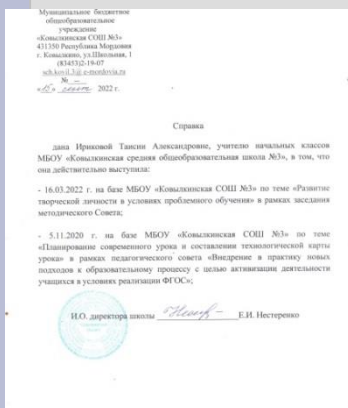 Муниципальное бюджетное
общеобразовательное
учреждение
«Ковылкинская СОШ №3»
431350 Республика Мордовия
г. Ковылкино, ул.Школьная, 1
(83453)2-19-07
sch.kovil.3@e-mordovia.ru
№
2022 г.
Справка
дана Ириковой Таисии Александровне, учителю начальных классов
МБОУ «Ковылкинская средняя общеобразовательная школа №3», в том, что
она действительно выступила:
- 16.03.2022 г. на базе МБОУ «Ковылкинская СОШ №3» по теме «Развитие
творческой личности в условиях проблемного обучения» в рамках заседания
методического Совета;
- 5.11.2020 г. на базе МБОУ «Ковылкинская СОШ №3» по теме
«Планирование современного урока и составлении технологической карты
урока» в рамках педагогического совета «Внедрение в практику новых
подходов к образовательному процессу с целью активизации деятельности
учащихся в условиях реализации ФГОС»;
И.О. директора школы Е.И. Нестеренко